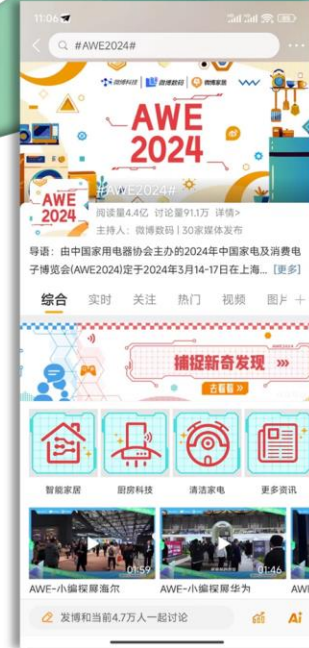 11:06
#AWE2024#
微博科技 | 微博数码 | 微博家族
AWE
2024
AWE
2024
#AWE2024#
阅读量4.4亿 讨论量91.1万 详情>
主持人：微博数码 | 30家媒体发布
导语：由中国家用电器协会主办的2024年中国家电及消费电
子博览会(AWE2024)定于2024年3月14-17日在上海... [更多]
综合 实时 关注 热门 视频 图片
捕捉新奇发现 >>>
去看看>
智能家居 厨房科技 清洁家电 更多资讯
01:59 01:46
AWE-小编探展海尔 AWE-小编探展华为 AW
发博和当前4.7万人一起讨论
Ai